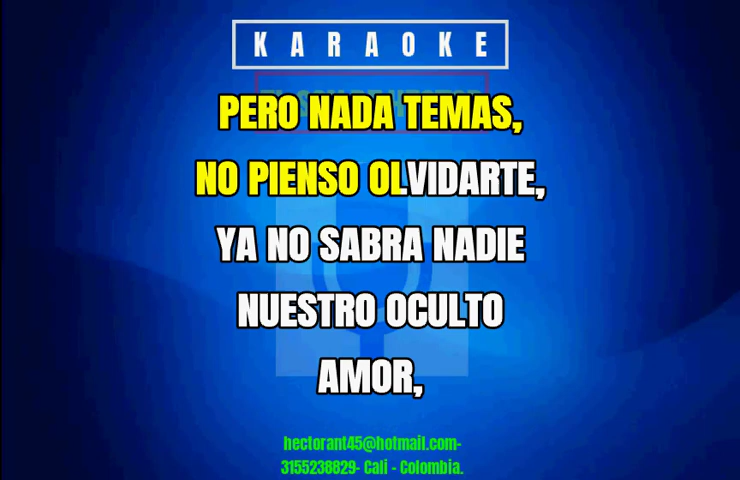 KARAOKE
PERO NADA TEMAS,
NO PIENSO OLVIDARTE,
YA NO SABRA NADIE
NUESTRO OCULTO
AMOR,
hectorant45@hotmail.com-
3155238829- Cali - Colombia.